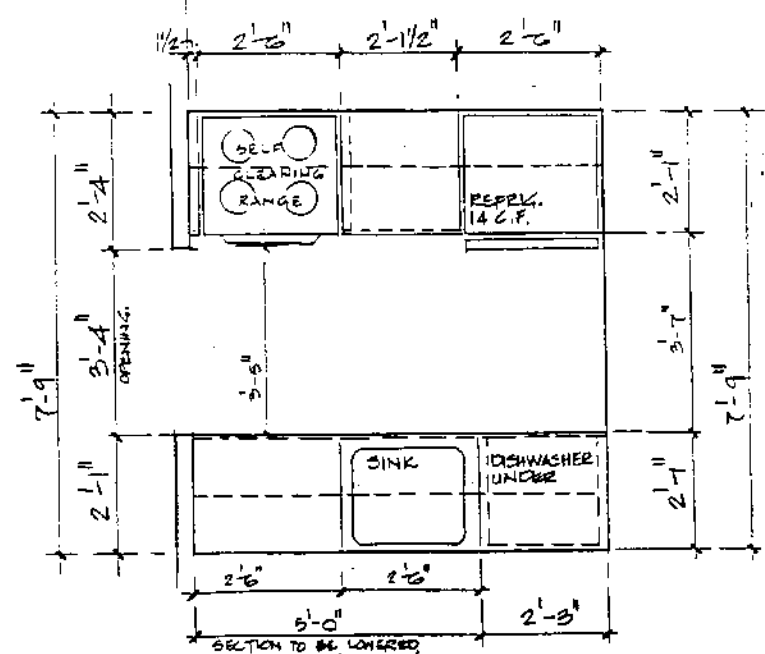 1 1/2"
2'-6"
2'-1 1/2"
2'-6"
SELF
CLEANING
RANGE
REFRIG.
14 C.F.
2'-4"
2'-1"
3'-4"
OPENING.
3'-7"
7'-9"
7'-9"
SINK
DISHWASHER
UNDER
2'-1"
2'-1"
2'-6"
2'-6"
5'-0"
2'-3"
SECTION TO BE LOWERED